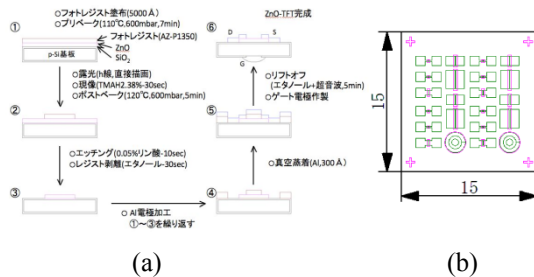 ○フォトレジスト塗布(5000Å)
○プリベーク(110℃,600mbar,7min)
①
フォトレジスト(AZ-P1350)
ZnO
SiO2
p-Si基板
○露光(h線,直接描画)
○現像(TMAH2.38%-30sec)
○ポストベーク(120℃,600mbar,5min)
②
○エッチング(0.05%リン酸-10sec)
○レジスト剥離(エタノール-30sec)
③
○ Al電極加工
①～③を繰り返す
④
○真空蒸着(Al,300Å)
⑤
○リフトオフ
(エタノール+超音波,5min)
○ゲート電極作製
⑥
ZnO-TFT完成
D
S
G
(a)
15
15
(b)